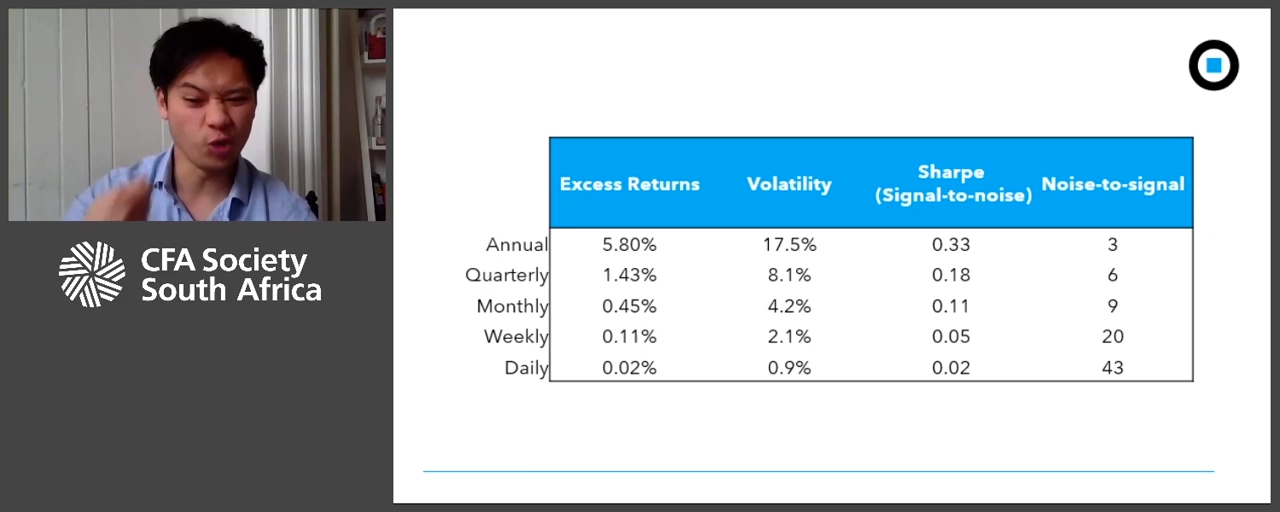 CFA Society
South Africa
Excess Returns Volatility Sharpe (Signal-to-noise) Noise-to-signal
Annual 5.80% 17.5% 0.33 3
Quarterly 1.43% 8.1% 0.18 6
Monthly 0.45% 4.2% 0.11 9
Weekly 0.11% 2.1% 0.05 20
Daily 0.02% 0.9% 0.02 43